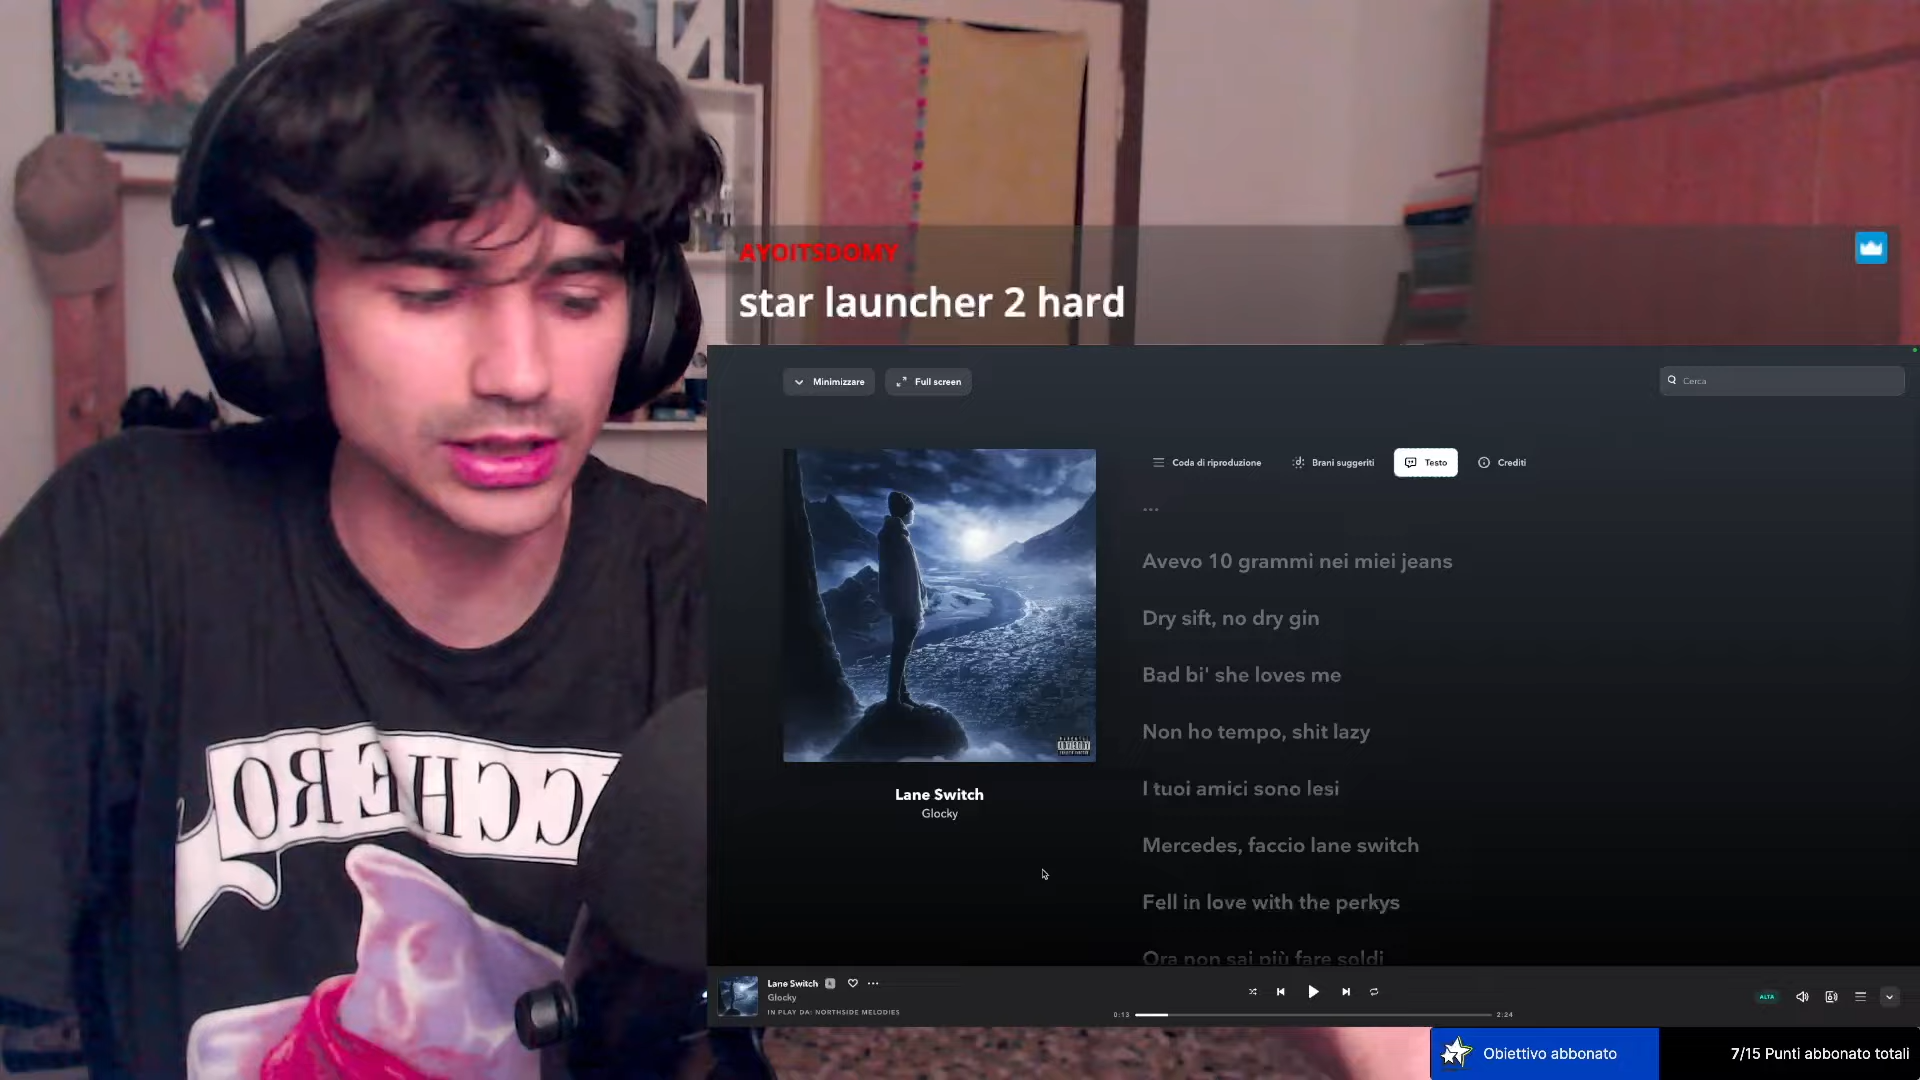 AYOITSDOMY
star launcher 2 hard
Minimizzare
Full screen
Cerca
Coda di riproduzione
Brani suggeriti
Testo
Crediti
...
Avevo 10 grammi nei miei jeans
Dry sift, no dry gin
Bad bi' she loves me
Non ho tempo, shit lazy
I tuoi amici sono lesi
Mercedes, faccio lane switch
Fell in love with the perkys
Ora non sai più fare soldi
Lane Switch
Glocky
CCHERO
Lane Switch
Glocky
IN PLAY DA: NORTHSIDE MELODIES
0:13
2:24
ALTA
Obiettivo abbonato
7/15 Punti abbonato totali